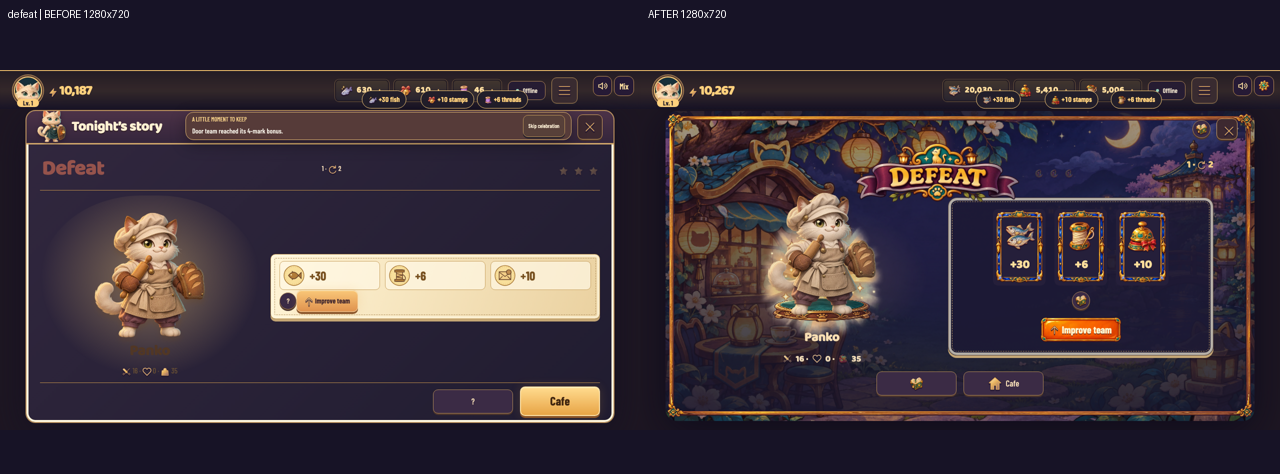 defeat | BEFORE 1280x720
AFTER 1280x720
Lv. 1
10,187
630
610
46
Offline
Mix
+30 fish
+10 stamps
+6 threads
Tonight's story
A LITTLE MOMENT TO KEEP
Door team reached its 4-mark bonus.
Skip celebration
Defeat
1 · 2
Panko
+30
+6
+10
?
Improve team
?
Cafe
Lv. 1
10,267
20,030
5,410
5,006
Offline
+30 fish
+10 stamps
+6 threads
DEFEAT
1 · 2
+30
+6
+10
Improve team
Panko
16 · 0 · 35
Cafe